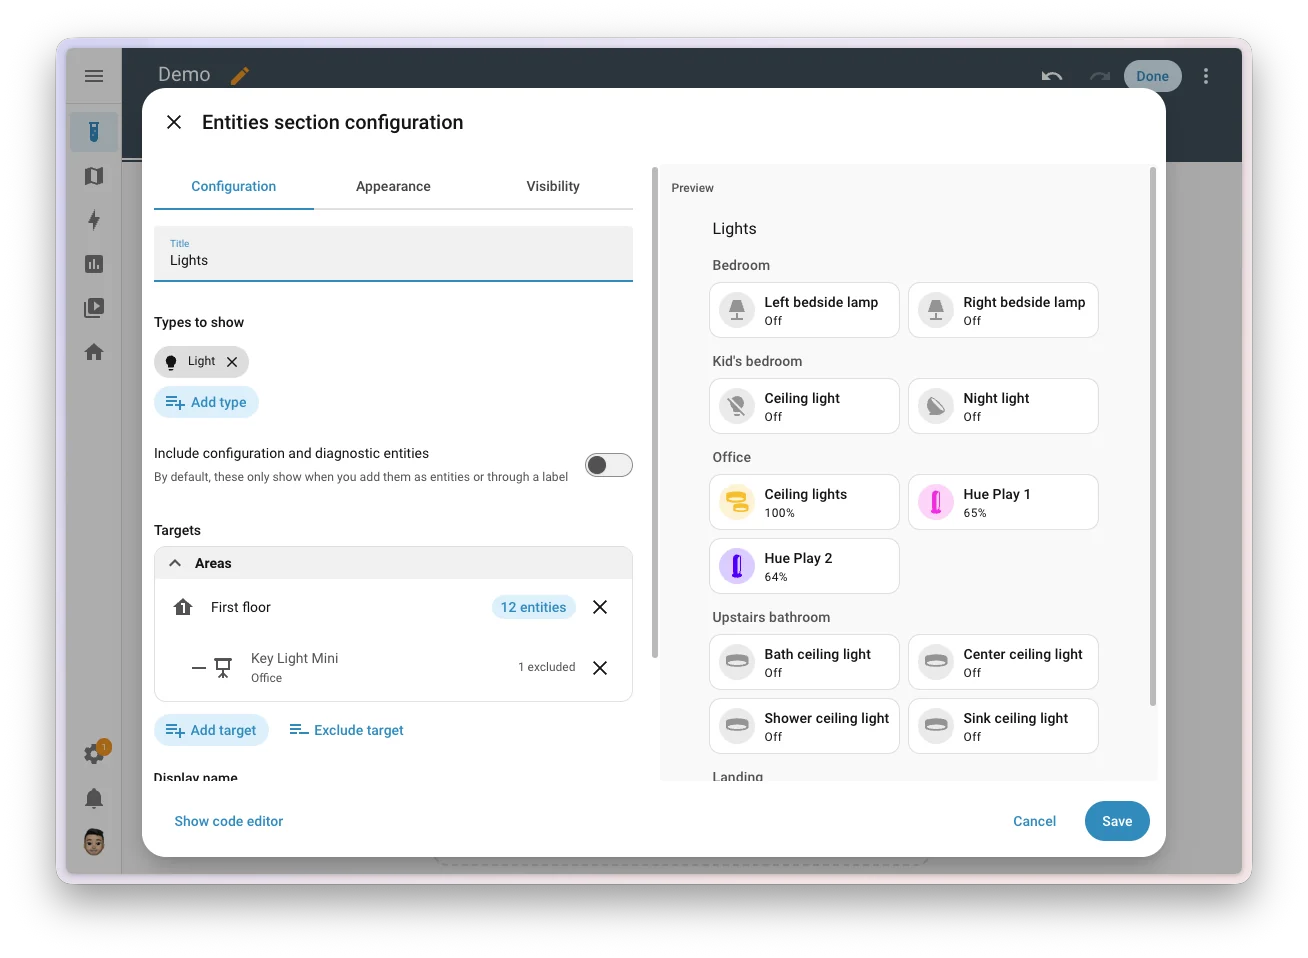 Demo
Done
Entities section configuration
Configuration
Appearance
Visibility
Title
Lights
Types to show
Light
Add type
Include configuration and diagnostic entities
By default, these only show when you add them as entities or through a label
Targets
Areas
1
First floor
12 entities
Key Light Mini
Office
1 excluded
Add target
Exclude target
Display name
Preview
Lights
Bedroom
Left bedside lamp
Off
Right bedside lamp
Off
Kid's bedroom
Ceiling light
Off
Night light
Off
Office
Ceiling lights
100%
Hue Play 1
65%
Hue Play 2
64%
Upstairs bathroom
Bath ceiling light
Off
Center ceiling light
Off
Shower ceiling light
Off
Sink ceiling light
Off
Landing
1
Show code editor
Cancel
Save